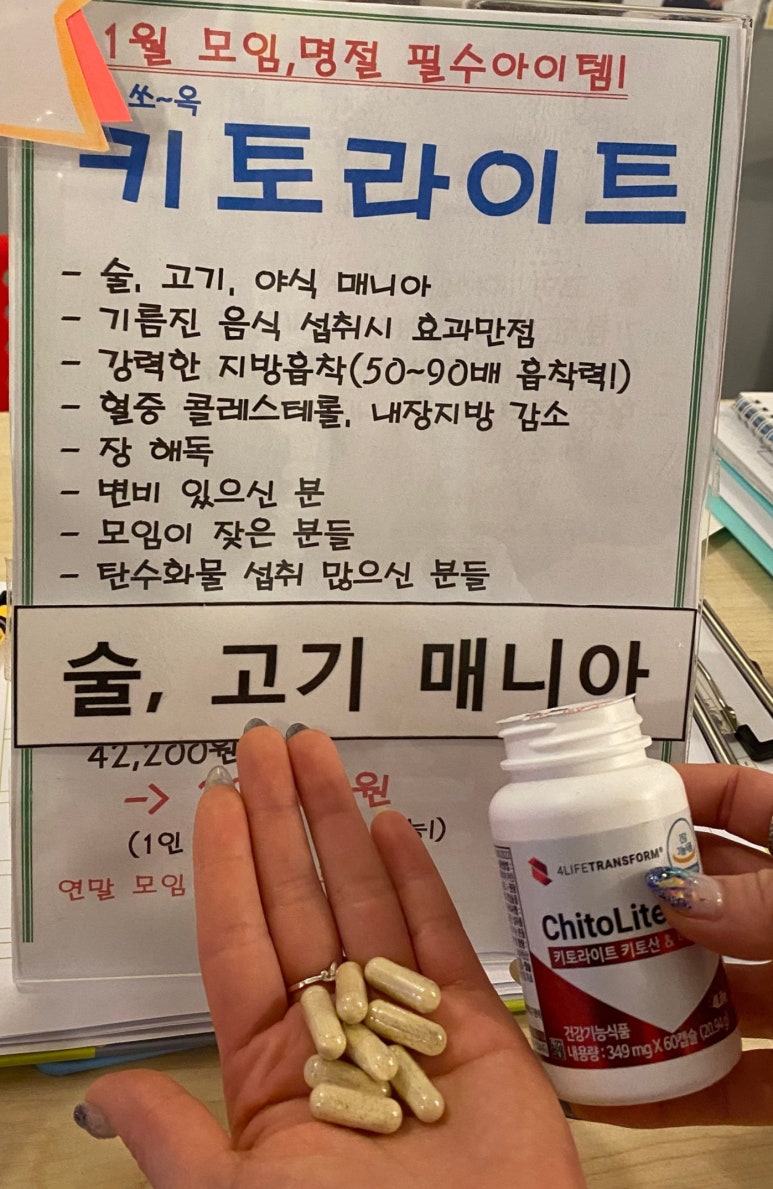 1월 모임,명절 필수아이템!
쏘~옥
키토라이트
- 술, 고기, 야식 매니아
- 기름진 음식 섭취시 효과만점
- 강력한 지방흡착(50~90배 흡착력!)
- 혈중 콜레스테롤, 내장지방 감소
- 장 해독
- 변비 있으신 분
- 모임이 잦은 분들
- 탄수화물 섭취 많으신 분들
술, 고기 매니아
42,200원
-> 원
(1인
연말 모임
4LIFETRANSFORM®
ChitoLite
키토라이트 키토산 &
4Life
건강기능식품
내용량 : 349 mg X 60캡슐 (20.94 g)